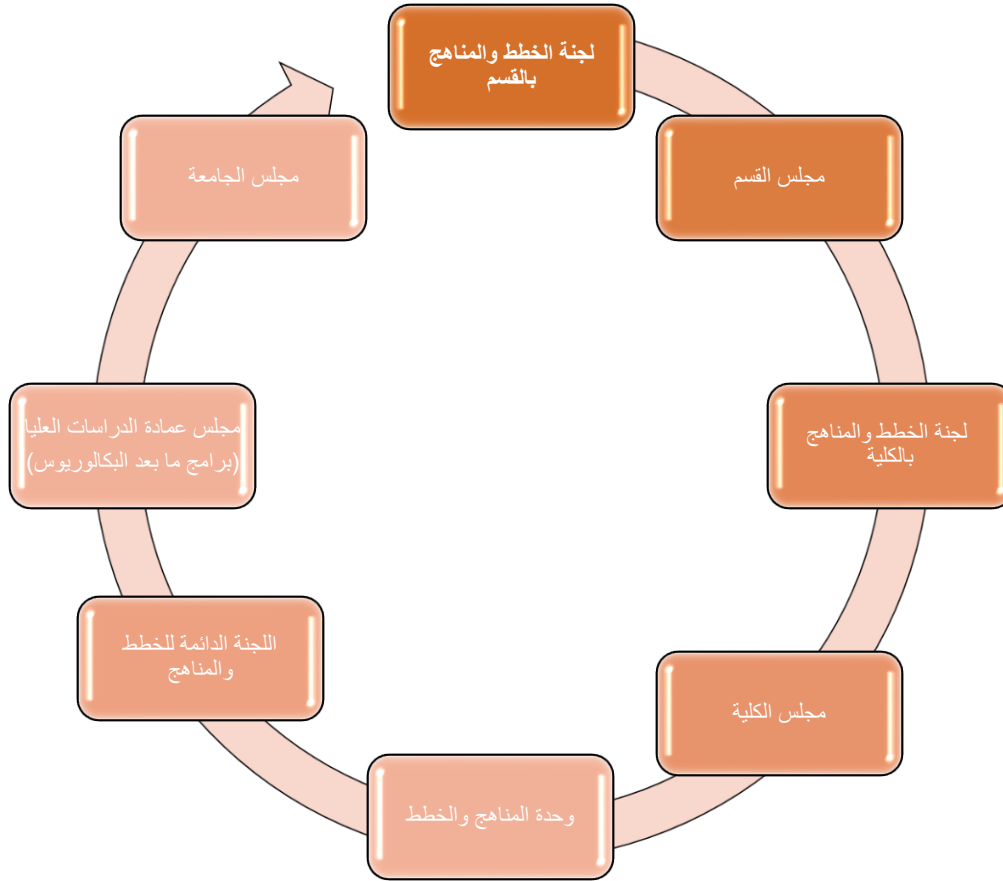 لجنة الخطط والمناهج
بالقسم
مجلس القسم
لجنة الخطط والمناهج
بالكلية
مجلس الكلية
وحدة المناهج والخطط
اللجنة الدائمة للخطط
والمناهج
مجلس عمادة الدراسات العليا
(برامج ما بعد البكالوريوس)
مجلس الجامعة